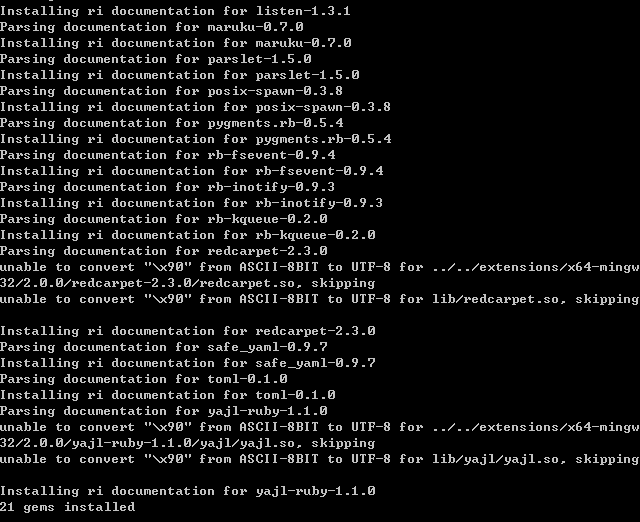 Installing ri documentation for listen-1.3.1
Parsing documentation for maruku-0.7.0
Installing ri documentation for maruku-0.7.0
Parsing documentation for parslet-1.5.0
Installing ri documentation for parslet-1.5.0
Parsing documentation for posix-spawn-0.3.8
Installing ri documentation for posix-spawn-0.3.8
Parsing documentation for pygments.rb-0.5.4
Installing ri documentation for pygments.rb-0.5.4
Parsing documentation for rb-fsevent-0.9.4
Installing ri documentation for rb-fsevent-0.9.4
Parsing documentation for rb-inotify-0.9.3
Installing ri documentation for rb-inotify-0.9.3
Parsing documentation for rb-kqueue-0.2.0
Installing ri documentation for rb-kqueue-0.2.0
Parsing documentation for redcarpet-2.3.0
unable to convert "\x90" from ASCII-8BIT to UTF-8 for ../../extensions/x64-mingw
32/2.0.0/redcarpet-2.3.0/redcarpet.so, skipping
unable to convert "\x90" from ASCII-8BIT to UTF-8 for lib/redcarpet.so, skipping
Installing ri documentation for redcarpet-2.3.0
Parsing documentation for safe_yaml-0.9.7
Installing ri documentation for safe_yaml-0.9.7
Parsing documentation for toml-0.1.0
Installing ri documentation for toml-0.1.0
Parsing documentation for yajl-ruby-1.1.0
unable to convert "\x90" from ASCII-8BIT to UTF-8 for ../../extensions/x64-mingw
32/2.0.0/yajl-ruby-1.1.0/yajl/yajl.so, skipping
unable to convert "\x90" from ASCII-8BIT to UTF-8 for lib/yajl/yajl.so, skipping
Installing ri documentation for yajl-ruby-1.1.0
21 gems installed